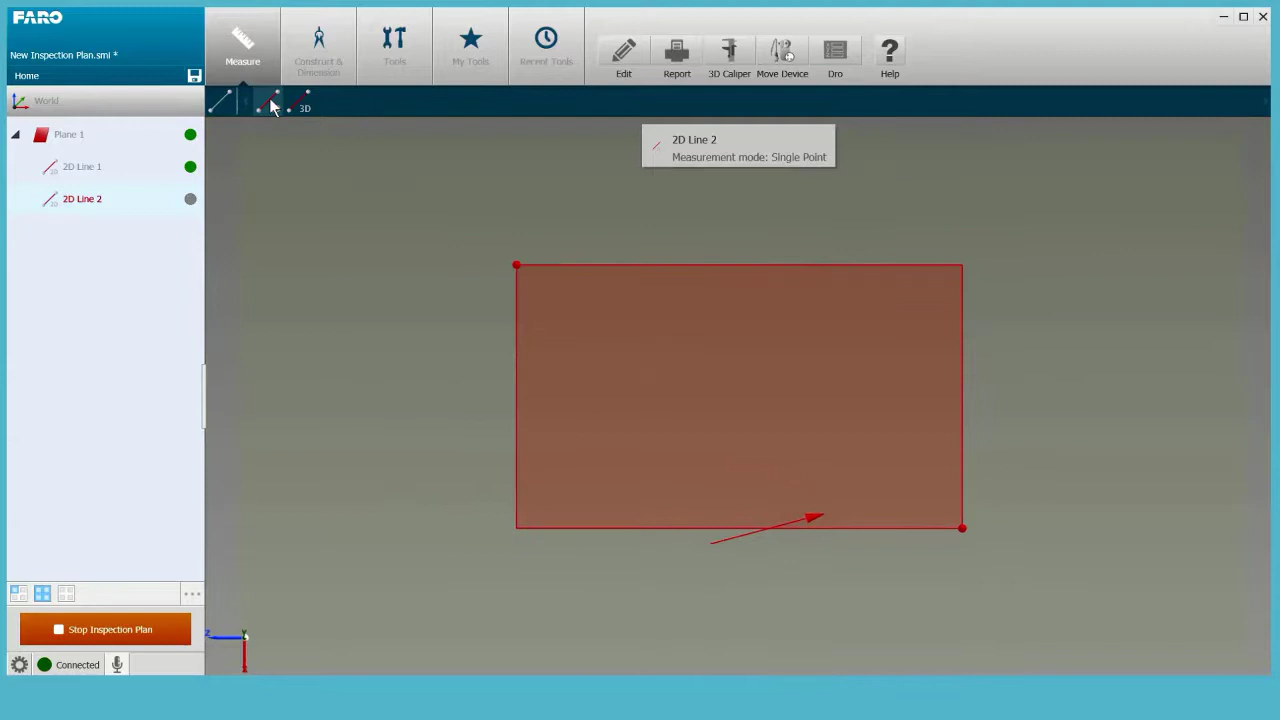 FARO
New Inspection Plan.smi *
Home
Measure
Construct & Dimension
Tools
My Tools
Recent Tools
Edit
Report
3D Caliper
Move Device
Dro
Help
World
3D
Plane 1
2D Line 1
2D Line 2
2D Line 2
Measurement mode: Single Point
Stop Inspection Plan
Connected